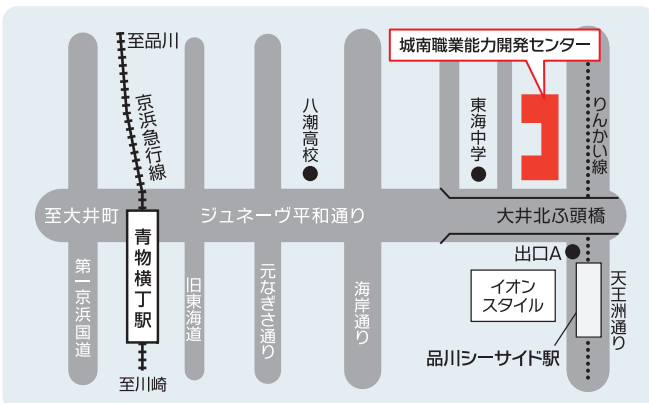 至品川
城南職業能力開発センター
京浜急行線
八潮高校
東海中学
りんかい線
至大井町
ジュネーヴ平和通り
大井北ふ頭橋
青物横丁駅
出口A
第一京浜国道
旧東海道
元なぎさ通り
海岸通り
イオン
スタイル
天王洲通り
品川シーサイド駅
至川崎